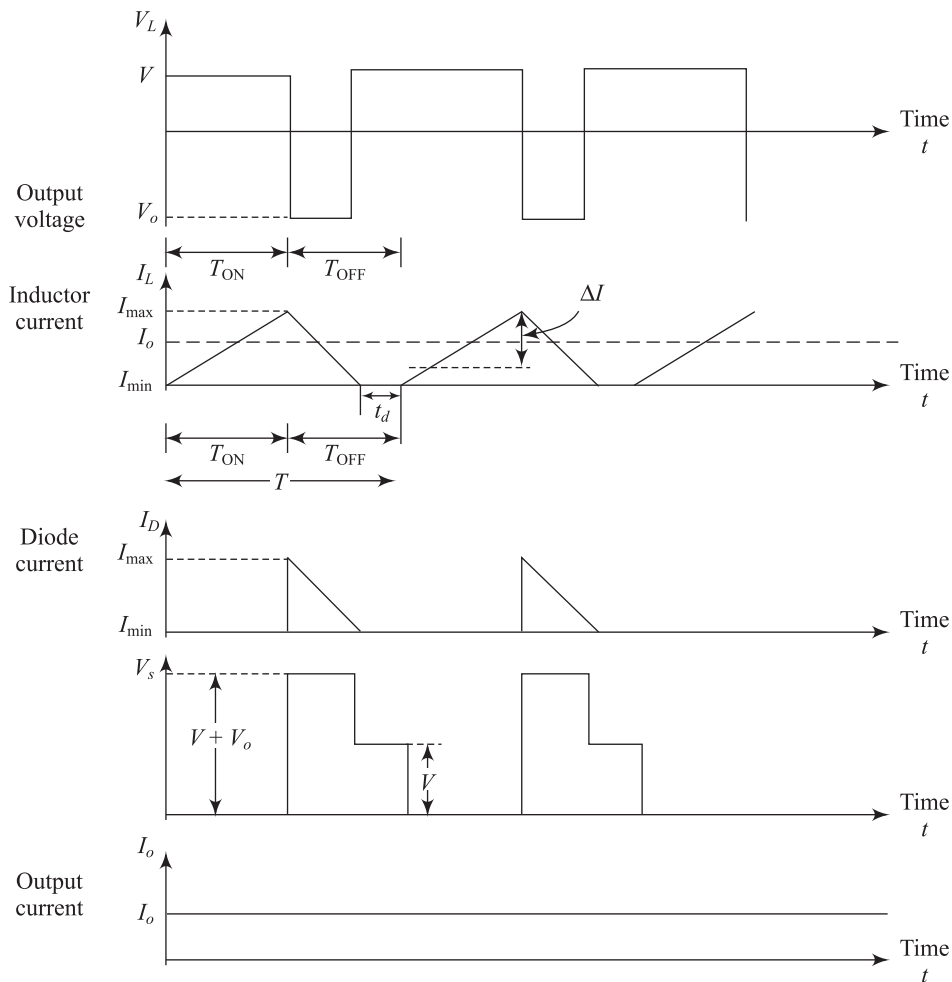 V_L
V
Time
t
Output
voltage
V_o
T_ON
T_OFF
I_L
Inductor
current
I_max
ΔI
I_o
I_min
Time
t
t_d
T_ON
T_OFF
T
I_D
Diode
current
I_max
I_min
Time
t
V_s
V + V_o
V
Time
t
I_o
Output
current
I_o
Time
t